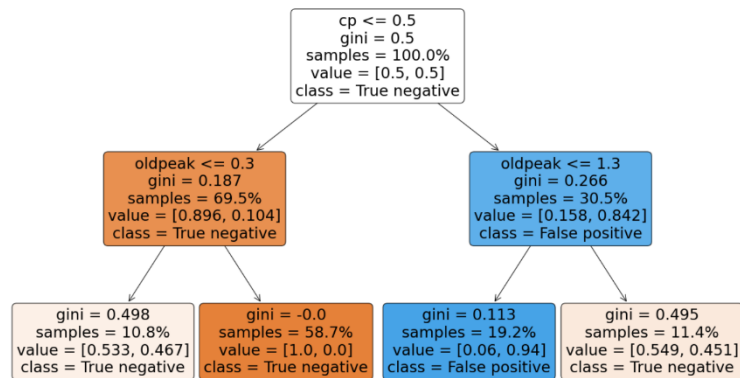 cp <= 0.5
gini = 0.5
samples = 100.0%
value = [0.5, 0.5]
class = True negative
oldpeak <= 0.3
gini = 0.187
samples = 69.5%
value = [0.896, 0.104]
class = True negative
oldpeak <= 1.3
gini = 0.266
samples = 30.5%
value = [0.158, 0.842]
class = False positive
gini = 0.498
samples = 10.8%
value = [0.533, 0.467]
class = True negative
gini = -0.0
samples = 58.7%
value = [1.0, 0.0]
class = True negative
gini = 0.113
samples = 19.2%
value = [0.06, 0.94]
class = False positive
gini = 0.495
samples = 11.4%
value = [0.549, 0.451]
class = True negative